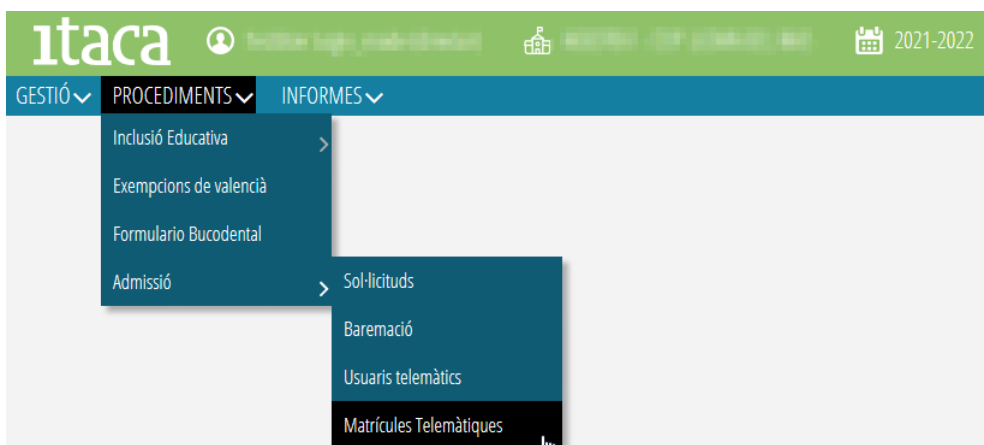 ıtaca 2021-2022
GESTIÓ PROCEDIMENTS INFORMES
Inclusió Educativa
Exempcions de valencià
Formulario Bucodental
Admissió
Sol·licituds
Baremació
Usuaris telemàtics
Matrícules Telemàtiques